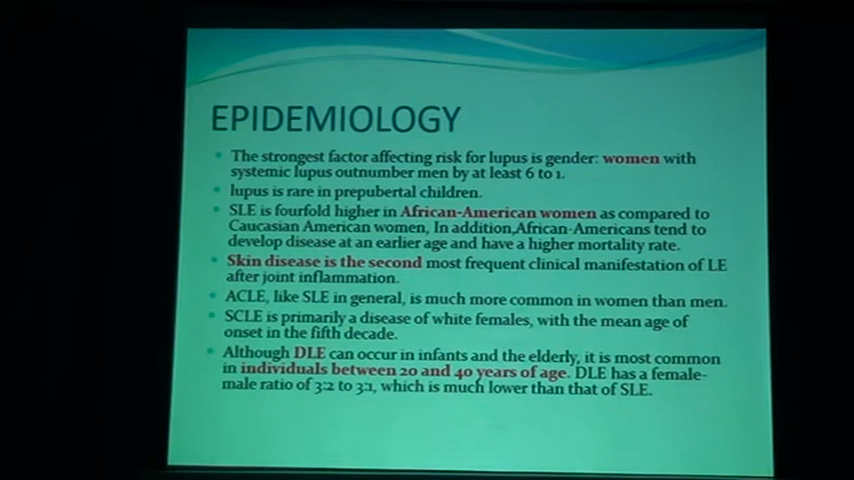 EPIDEMIOLOGY
The strongest factor affecting risk for lupus is gender: women with
systemic lupus outnumber men by at least 6 to 1.
lupus is rare in prepubertal children.
SLE is fourfold higher in African-American women as compared to
Caucasian American women, In addition,African-Americans tend to
develop disease at an earlier age and have a higher mortality rate.
Skin disease is the second most frequent clinical manifestation of LE
after joint inflammation.
ACLE, like SLE in general, is much more common in women than men.
SCLE is primarily a disease of white females, with the mean age of
onset in the fifth decade.
Although DLE can occur in infants and the elderly, it is most common
in individuals between 20 and 40 years of age. DLE has a female-
male ratio of 3:2 to 3:1, which is much lower than that of SLE.